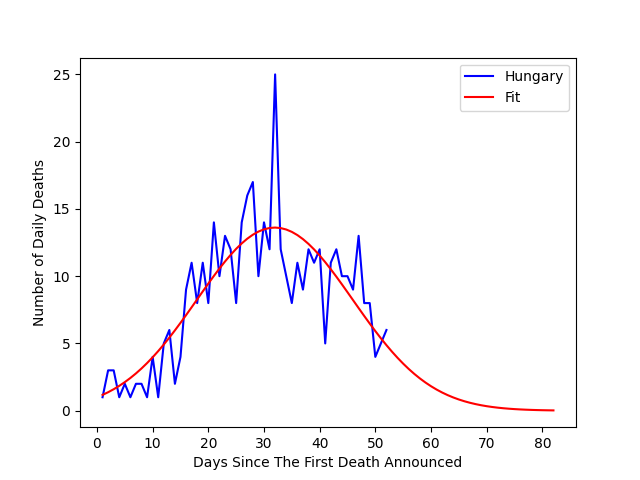 Hungary
Fit
25
20
15
10
5
0
Number of Daily Deaths
0 10 20 30 40 50 60 70 80
Days Since The First Death Announced